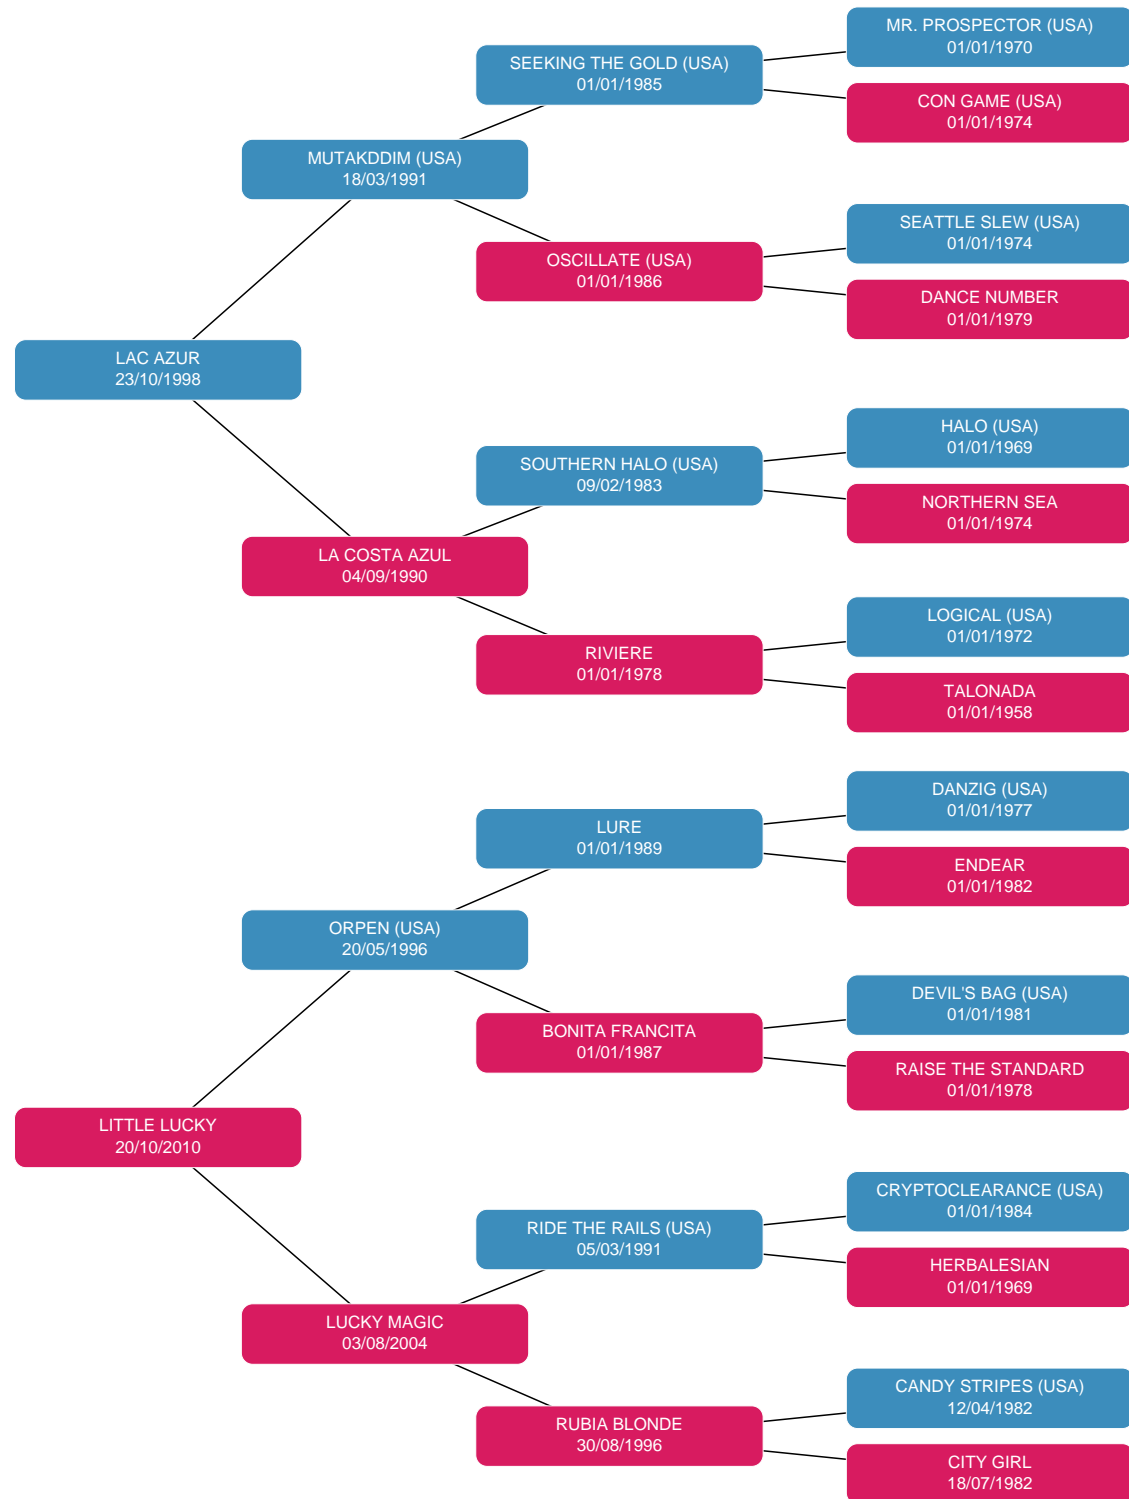 MR. PROSPECTOR (USA)
01/01/1970
SEEKING THE GOLD (USA)
01/01/1985
CON GAME (USA)
01/01/1974
MUTAKDDIM (USA)
18/03/1991
SEATTLE SLEW (USA)
01/01/1974
OSCILLATE (USA)
01/01/1986
DANCE NUMBER
01/01/1979
LAC AZUR
23/10/1998
HALO (USA)
01/01/1969
SOUTHERN HALO (USA)
09/02/1983
NORTHERN SEA
01/01/1974
LA COSTA AZUL
04/09/1990
LOGICAL (USA)
01/01/1972
RIVIERE
01/01/1978
TALONADA
01/01/1958
DANZIG (USA)
01/01/1977
LURE
01/01/1989
ENDEAR
01/01/1982
ORPEN (USA)
20/05/1996
DEVIL'S BAG (USA)
01/01/1981
BONITA FRANCITA
01/01/1987
RAISE THE STANDARD
01/01/1978
LITTLE LUCKY
20/10/2010
CRYPTOCLEARANCE (USA)
01/01/1984
RIDE THE RAILS (USA)
05/03/1991
HERBALESIAN
01/01/1969
LUCKY MAGIC
03/08/2004
CANDY STRIPES (USA)
12/04/1982
RUBIA BLONDE
30/08/1996
CITY GIRL
18/07/1982